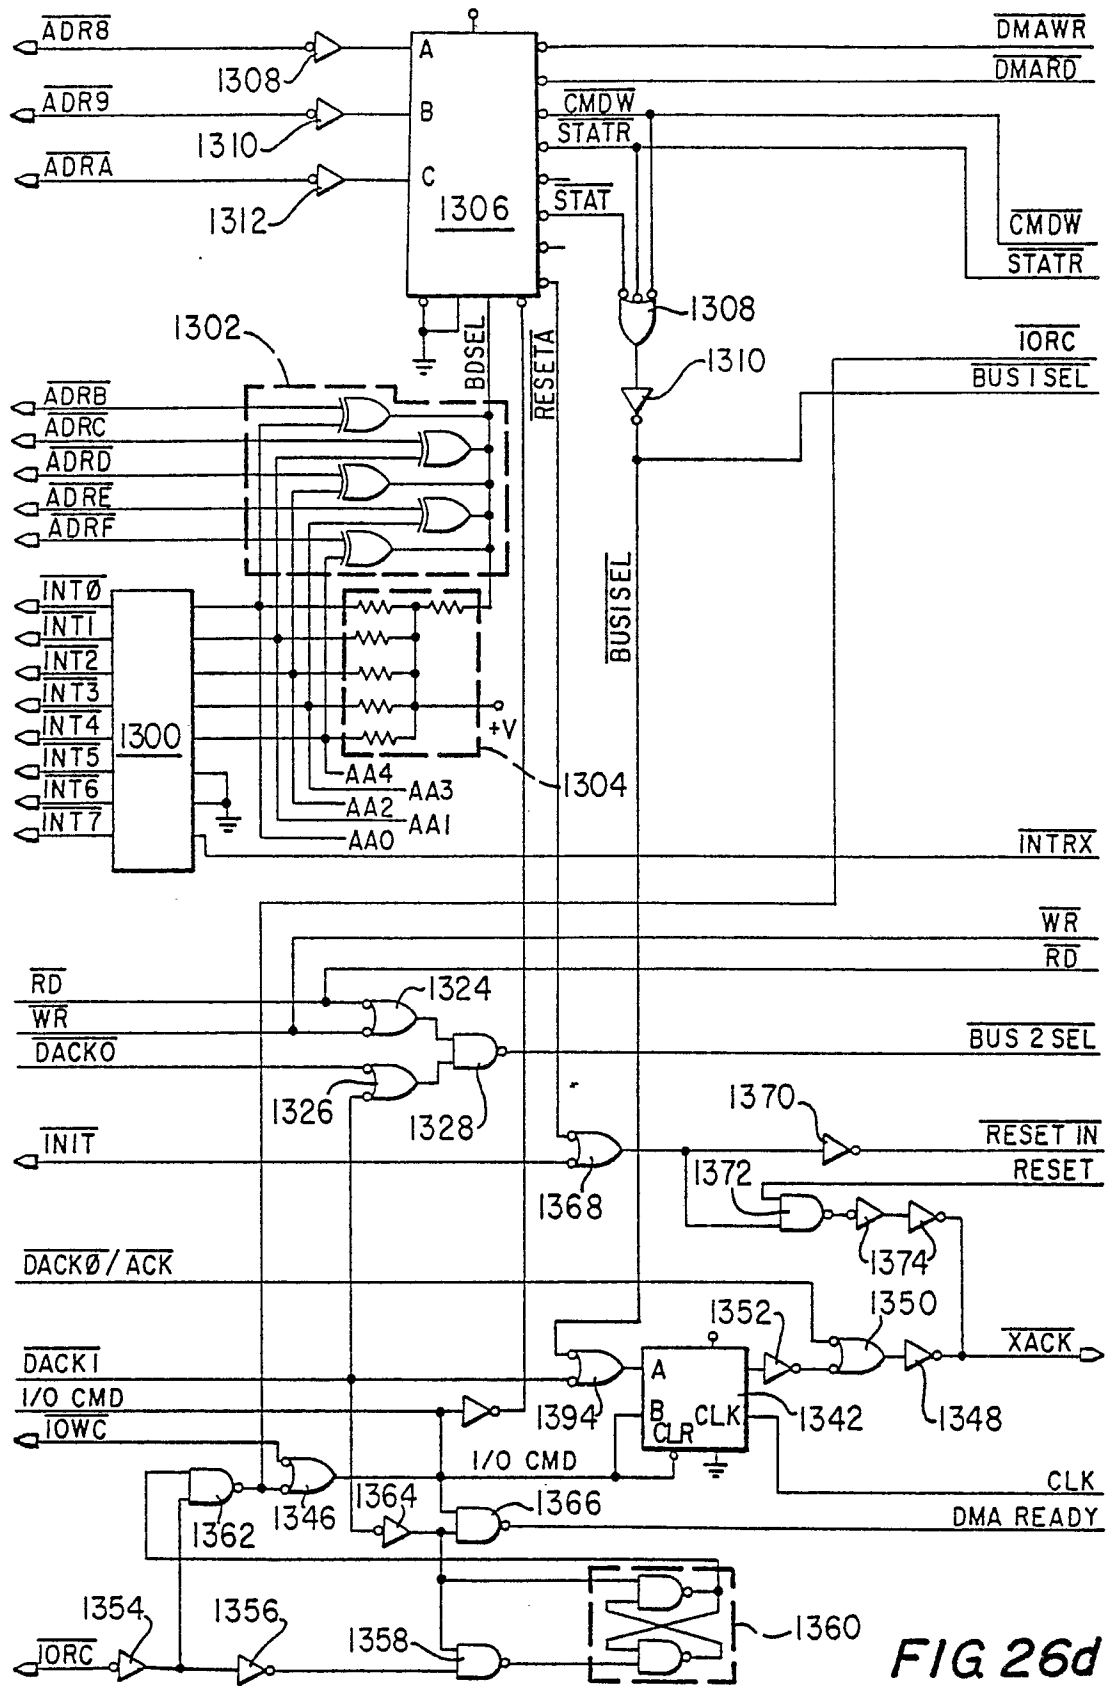 ADR8
DMAWR
A
1308
DMARD
ADR9
CMDW
B
1310
STATR
ADRA
C
1306
STAT
1312
CMDW
STATR
1308
1302
BDSEL
RESETA
IORC
1310
BUS1SEL
ADRB
ADRC
ADRD
ADRE
ADRF
BUS1SEL
INTØ
INT1
INT2
INT3
INT4
INT5
INT6
INT7
1300
+V
1304
AA4
AA3
AA2
AA1
AA0
INTRX
WR
RD
RD
1324
WR
DACKO
BUS 2SEL
1326
1328
1370
INIT
RESET IN
1372
RESET
1368
1374
DACKØ/ACK
1352
1350
XACK
DACK1
A
I/O CMD
1394
B
CLK
1342
1348
IOWC
CLR
I/O CMD
CLK
1346
1364
1366
1362
DMA READY
1354
1356
1358
1360
IORC
FIG. 26d